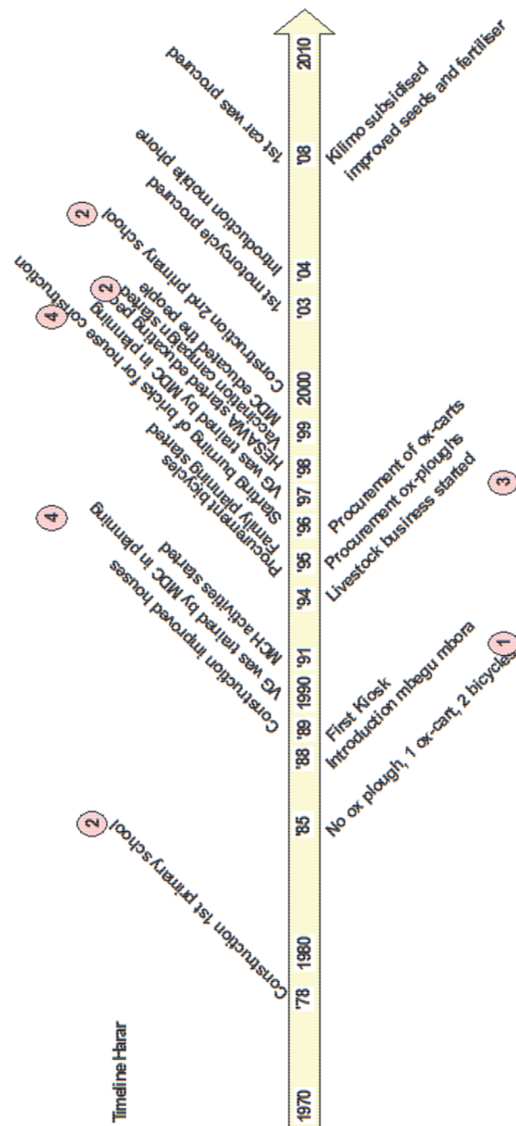 Timeline Harar
2
Construction 1st primary school
Construction improved houses
4
VG was trained by MDC in planning
MCH activities started
Procurement bicycles
Family planning started
Starting burning of bricks for house construction
4
VG was trained by MDC in planning
HESAWA started educating
2
Vaccination campaign started
MDC educated the people
2
Construction 2nd primary school
1st motorcycle procured
Introduction mobile phone
1st car was procured
1970
'78
1980
'85
'88
'89
1990
'91
'94
'95
'96
'97
'98
'99
2000
'03
'04
'08
2010
No ox plough, 1 ox-cart, 2 bicycles
1
Introduction mbegu mbora
First Kiosk
Livestock business started
3
Procurement ox-ploughs
Procurement of ox-carts
Kilimo subsidised
improved seeds and fertiliser